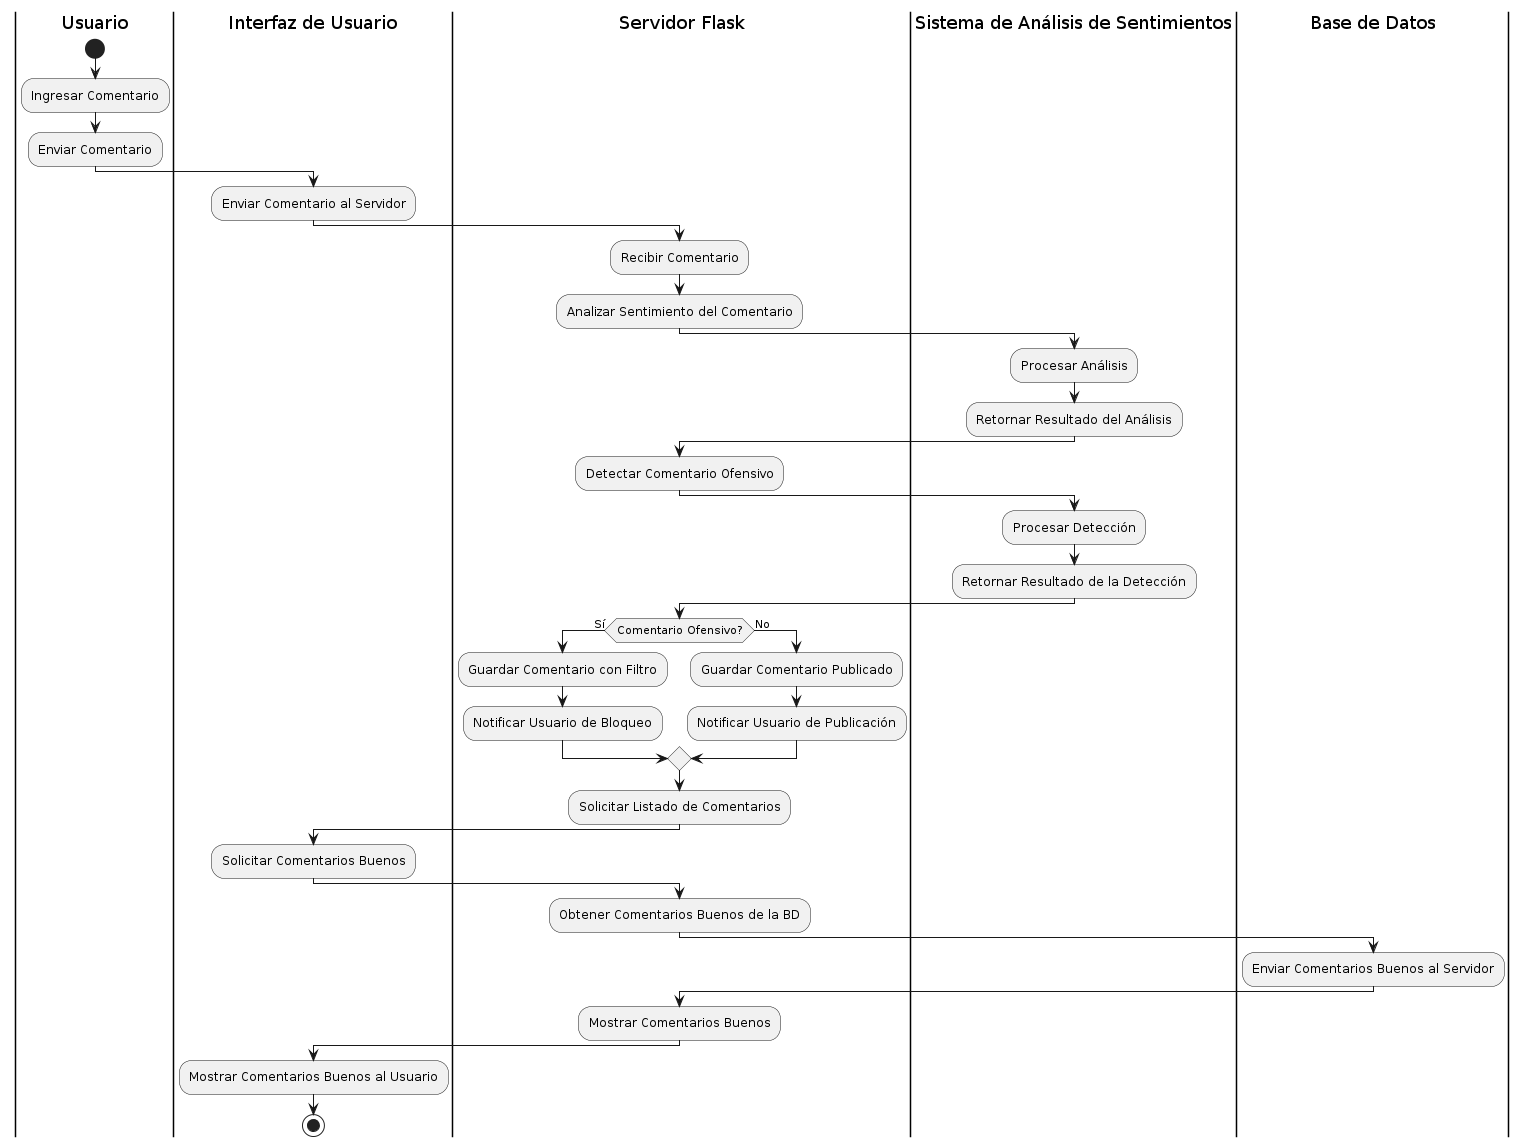 Usuario
Interfaz de Usuario
Servidor Flask
Sistema de Análisis de Sentimientos
Base de Datos
Ingresar Comentario
Enviar Comentario
Enviar Comentario al Servidor
Recibir Comentario
Analizar Sentimiento del Comentario
Procesar Análisis
Retornar Resultado del Análisis
Detectar Comentario Ofensivo
Procesar Detección
Retornar Resultado de la Detección
Sí
Comentario Ofensivo?
No
Guardar Comentario con Filtro
Guardar Comentario Publicado
Notificar Usuario de Bloqueo
Notificar Usuario de Publicación
Solicitar Listado de Comentarios
Solicitar Comentarios Buenos
Obtener Comentarios Buenos de la BD
Enviar Comentarios Buenos al Servidor
Mostrar Comentarios Buenos
Mostrar Comentarios Buenos al Usuario